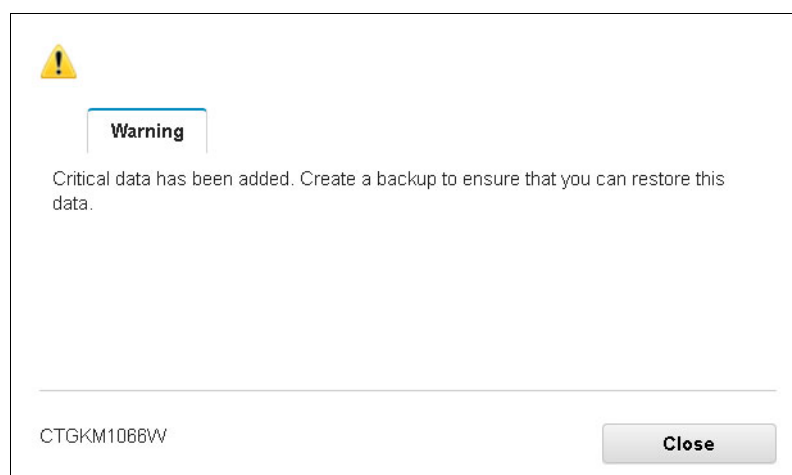 Warning
Critical data has been added. Create a backup to ensure that you can restore this
data.
CTGKM1066W
Close